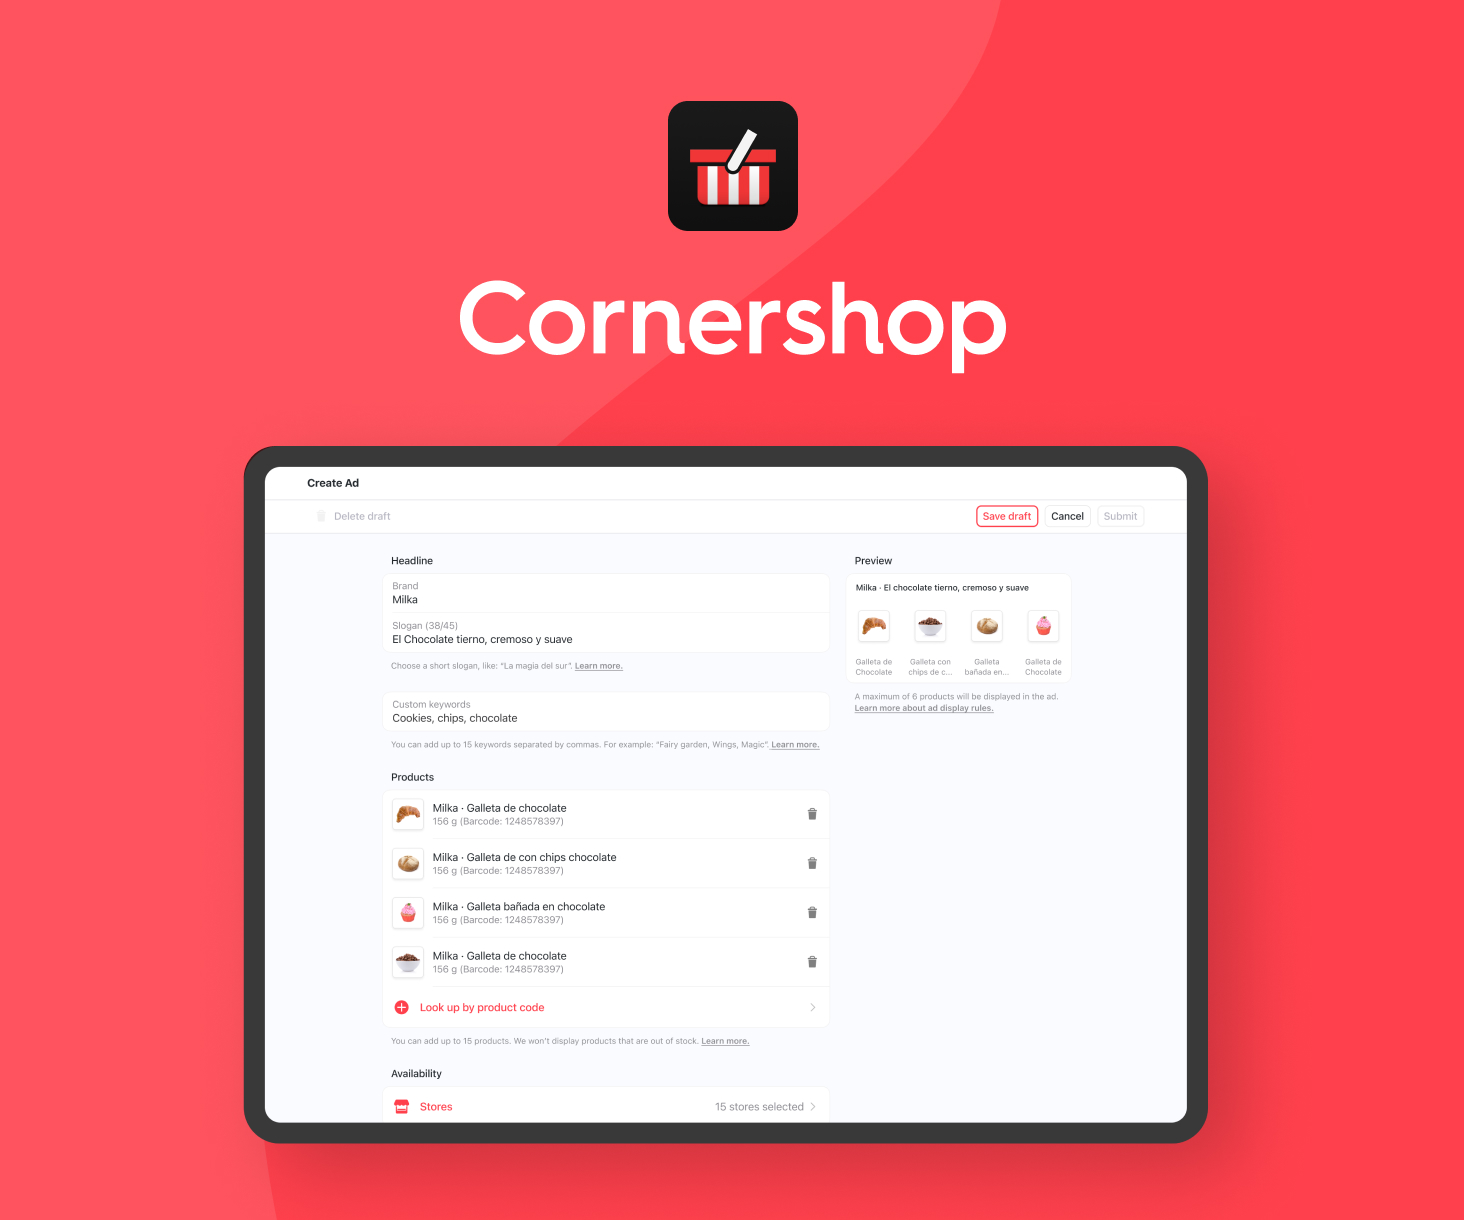 Cornershop
Create Ad
Delete draft
Save draft
Cancel
Submit
Headline
Brand
Milka
Slogan (38/45)
El Chocolate tierno, cremoso y suave
Choose a short slogan, like: “La magia del sur”. Learn more.
Custom keywords
Cookies, chips, chocolate
You can add up to 15 keywords separated by commas. For example: “Fairy garden, Wings, Magic”. Learn more.
Products
Milka · Galleta de chocolate
156 g (Barcode: 1248578397)
Milka · Galleta de con chips chocolate
156 g (Barcode: 1248578397)
Milka · Galleta bañada en chocolate
156 g (Barcode: 1248578397)
Milka · Galleta de chocolate
156 g (Barcode: 1248578397)
Look up by product code
You can add up to 15 products. We won’t display products that are out of stock. Learn more.
Availability
Stores
15 stores selected
Preview
Milka · El chocolate tierno, cremoso y suave
Galleta de
Chocolate
Galleta con
chips de c...
Galleta
bañada en...
Galleta de
Chocolate
A maximum of 6 products will be displayed in the ad.
Learn more about ad display rules.